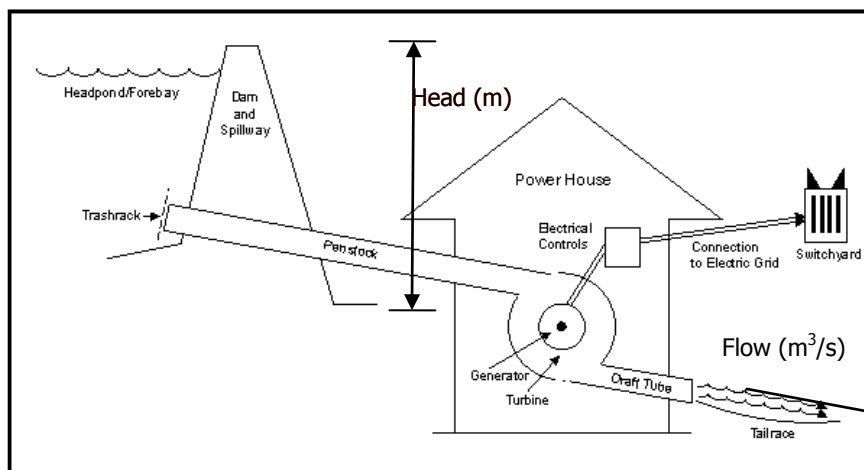 Headpond/Forebay
Dam
and
Spillway
Head (m)
Power House
Trashrack
Penstock
Electrical
Controls
Connection
to Electric Grid
Switchyard
Flow (m³/s)
Generator
Turbine
Draft Tube
Tailrace